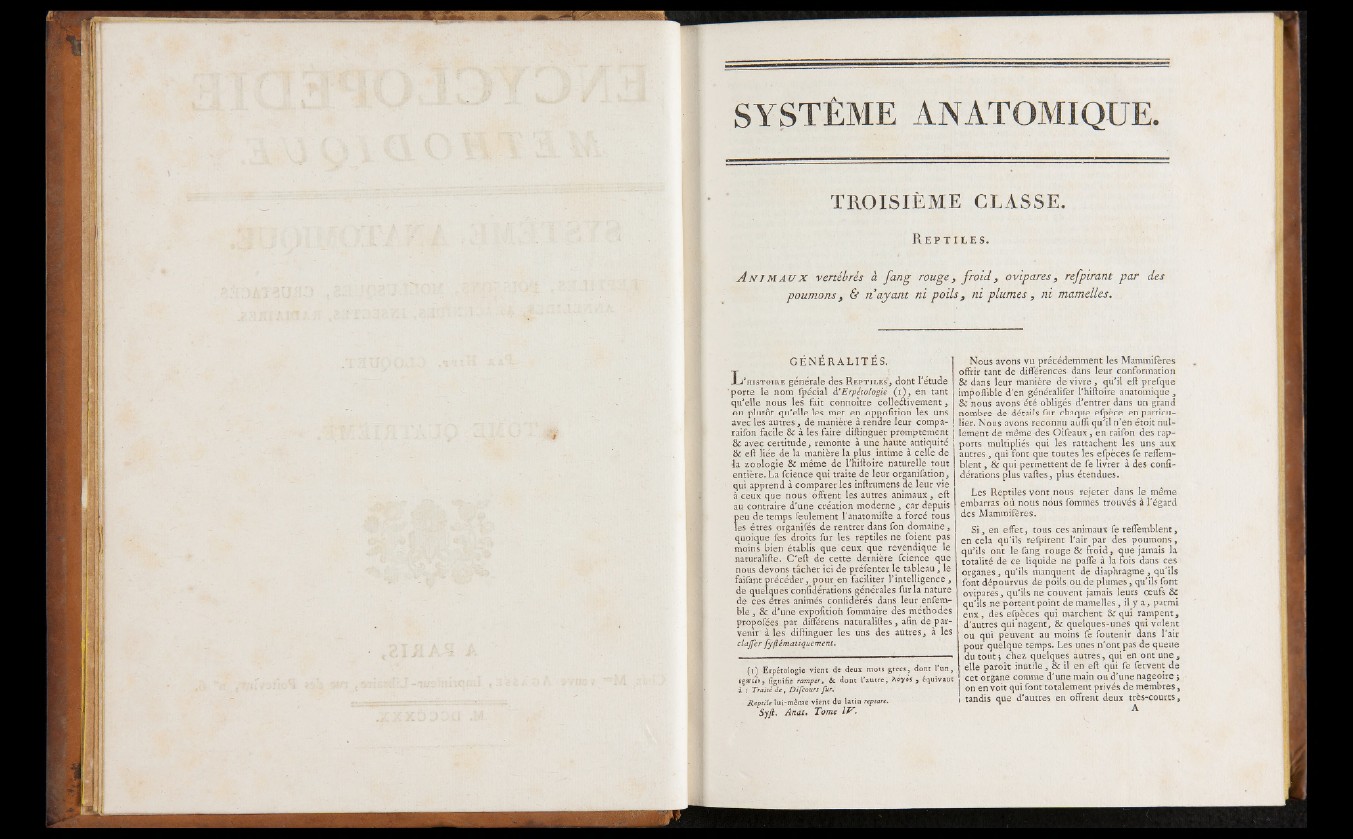 SYSTÈME ANATOMIQUE.
TROISIÈME CLASSE.
REPTILES.
ANIMAUX vertébrés à ſang rouge, froid, ovipares, reſpirant par des
poumons, & n'ayant ni poils, ni plumes, ni mamelles.
GÉNÉRALITÉS.
L'HISTOIRE générale des REPTILES, dont l'étude
porte le nom ſpécial d'Erpétologie (1), en tant
qu'elle nous les fait connoître collectivement,
ou plutôt qu'elle les met en oppoſition les uns
avec les autres, de manière à rendre leur compa-
raiſon facile & à les faire diſtinguer promptement
& avec certitude, remonte à une haute antiquité
& eſt liée de la manière la plus intime à celle de
la zoologie & même de l'hiſtoire naturelle tout
entière. La ſcience qui traite de leur organiſation,
qui apprend à comparer les inſtrumens de leur vie
à ceux que nous offrent les autres animaux, eſt
au contraire d'une création moderne, car depuis
peu de temps ſeulement l'anatomiſte a forcé tous
les êtres organiſés de rentrer dans ſon domaine,
quoique ſes droits ſur les reptiles ne ſoient pas
moins bien établis que ceux que revendique le
naturaliſte. C'eſt de cette dernière ſcience que
nous devons tâcher ici de préſenter le tableau, le
faiſant précéder, pour en faciliter l'intelligence,
de quelques conſidérations générales ſur la nature
de ces êtres animés conſidérés dans leur enſem-
ble, & d'une expoſition ſommaire des méthodes
propoſées par différens naturaliſtes, afin de par-
venir à les diſtinguer les uns des autres, à les
claſſer ſyſtématiquement.
(1) Erpétologie vient de deux mots grecs, dont l'un,
ſignifie ramper, & dont l'autre, λογος, équivaut
à : Traité de, Diſcours ſur.
Reptile lui-même vient du latin reptare.
Syſt. Anat. Tome IV.
Nous avons vu précédemment les Mammifères
offrir tant de différences dans leur conformation
& dans leur manière de vivre, qu'il eſt preſque
impoſſible d'en généraliſer l'hiſtoire anatomique,
& nous avons été obligés d'entrer dans un grand
nombre de détails ſur chaque eſpèce en particu-
lier. Nous avons reconnu auſſi qu'il n'en étoit nul-
lement de même des Oiſeaux, en raiſon des rap-
ports multipliés qui les rattachent les uns aux
autres, qui font que toutes les eſpèces ſe reſſem-
blent, & qui permettent de ſe livrer à des conſi-
dérations plus vaſtes, plus étendues.
Les Reptiles vont nous rejeter dans le même
embarras où nous nous ſommes trouvés à l'égard
des Mammifères.
Si, en effet, tous ces animaux ſe reſſemblent,
en cela qu'ils reſpirent l'air par des poumons,
qu'ils ont le ſang rouge & froid, que jamais la
totalité de ce liquide ne paſſe à la fois dans ces
organes, qu'ils manquent de diaphragme, qu'ils
ſont dépourvus de poils ou de plumes, qu'ils ſont
ovipares, qu'ils ne couvent jamais leurs œufs &
qu'ils ne portent point de mamelles, il y a, parmi
eux, des eſpèces qui marchent & qui rampent,
d'autres qui nagent, & quelques-unes qui volent
ou qui peuvent au moins ſe ſoutenir dans l'air
pour quelque temps. Les unes n'ont pas de queue
du tout ; chez quelques autres, qui en ont une,
elle paroît inutile, & il en eſt qui ſe ſervent de
cet organe comme d'une main ou d'une nageoire ;
on en voit qui ſont totalement privés de membres,
tandis que d'autres en offrent deux très-courts,
A